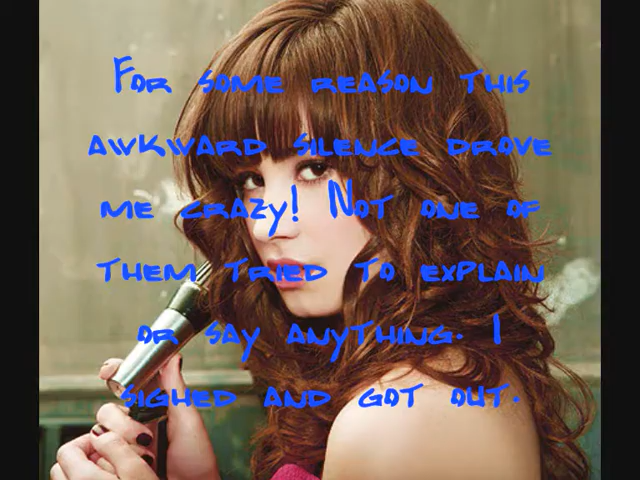 For some reason this
awkward silence drove
me crazy! Not one of
them tried to explain
or say anything. I
sighed and got out.